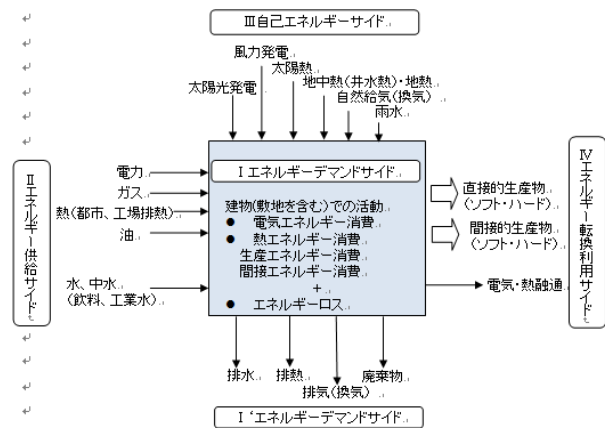 Ⅲ自己エネルギーサイド
風力発電
太陽熱
太陽光発電
地中熱(井水熱)・地熱
自然給気(換気)
雨水
Ⅱエネルギー供給サイド
電力
ガス
熱(都市、工場排熱)
油
水、中水
(飲料、工業水)
Ⅰエネルギーデマンドサイド
建物(敷地を含む)での活動
● 電気エネルギー消費
● 熱エネルギー消費
生産エネルギー消費
間接エネルギー消費
+
● エネルギーロス
直接的生産物
(ソフト・ハード)
間接的生産物
(ソフト・ハード)
電気・熱融通
Ⅳエネルギー転換利用サイド
排水
排熱
排気(換気)
廃棄物
Ⅰ‘エネルギーデマンドサイド